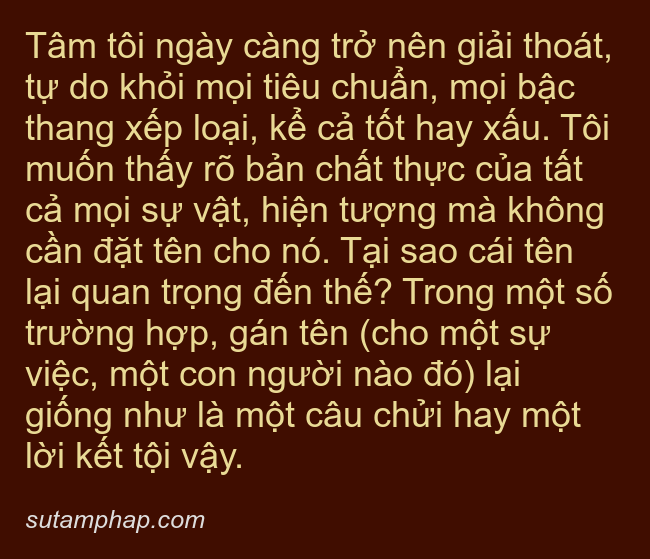 Tâm tôi ngày càng trở nên giải thoát,
tự do khỏi mọi tiêu chuẩn, mọi bậc
thang xếp loại, kể cả tốt hay xấu. Tôi
muốn thấy rõ bản chất thực của tất
cả mọi sự vật, hiện tượng mà không
cần đặt tên cho nó. Tại sao cái tên
lại quan trọng đến thế? Trong một số
trường hợp, gán tên (cho một sự
việc, một con người nào đó) lại
giống như là một câu chửi hay một
lời kết tội vậy.
sutamphap.com